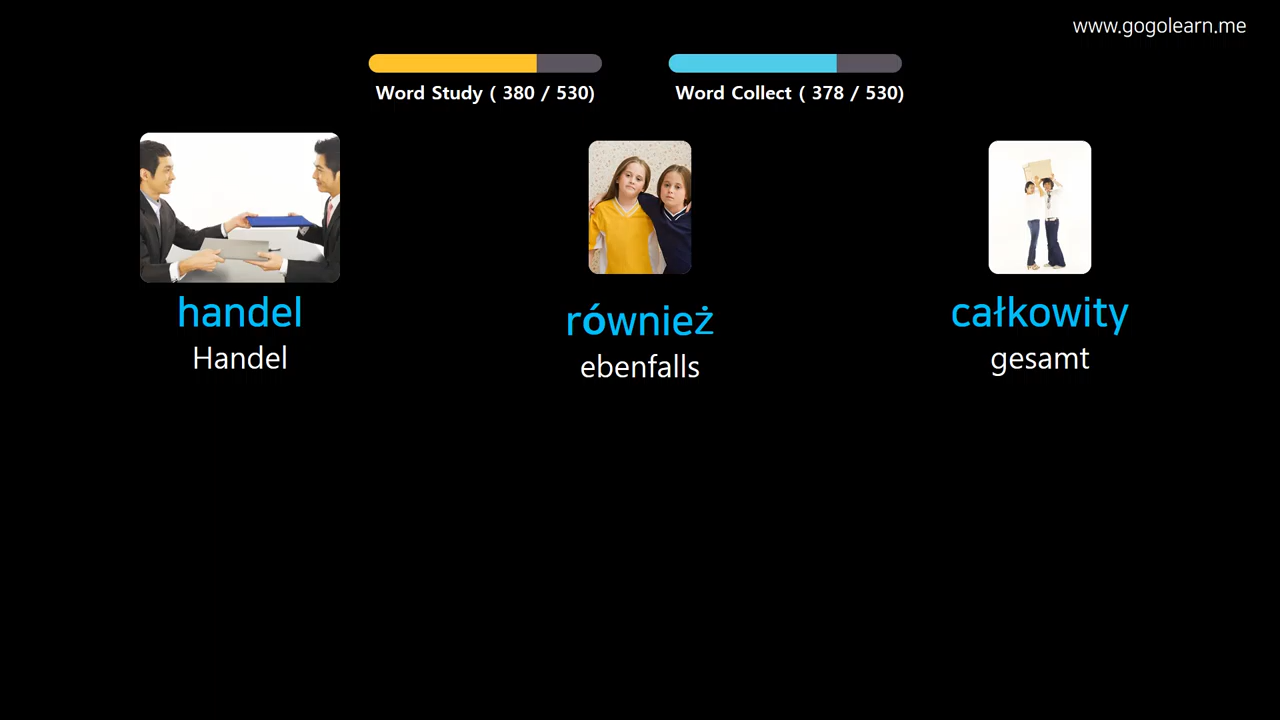 www.gogolearn.me
Word Study ( 380 / 530)
Word Collect ( 378 / 530)
handel
Handel
również
ebenfalls
całkowity
gesamt